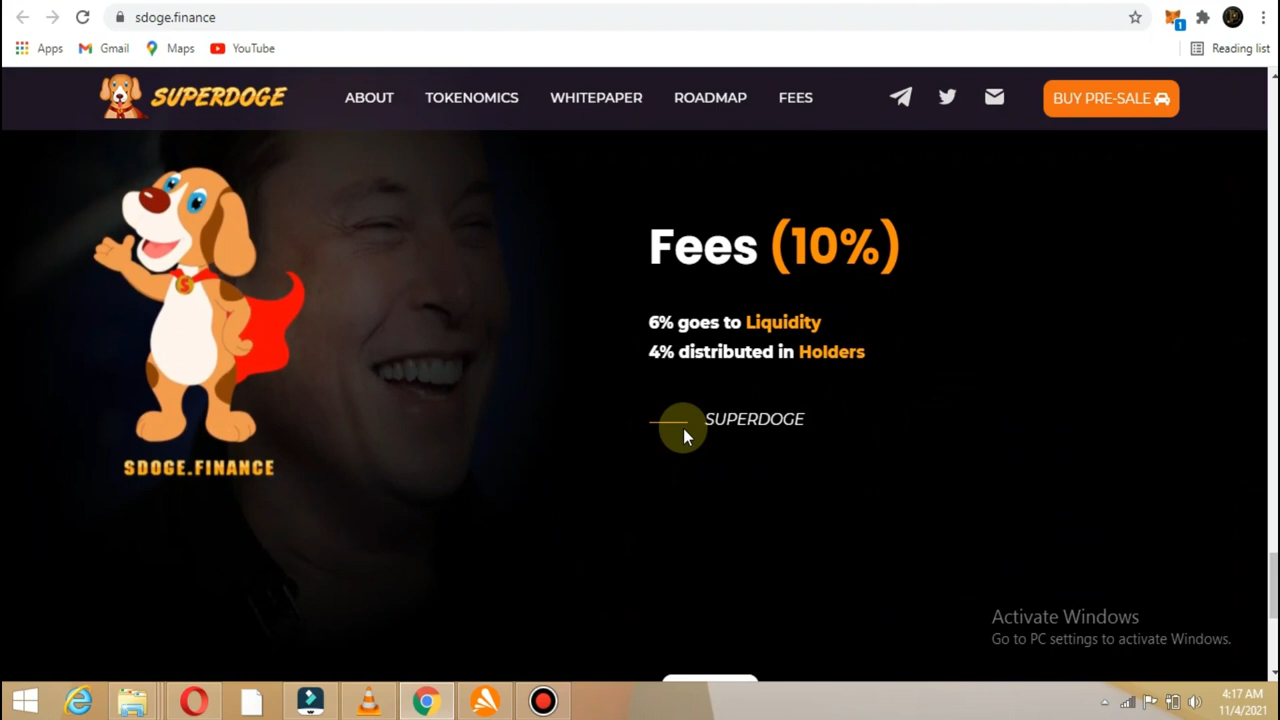 sdoge.finance
1
Apps
Gmail
Maps
YouTube
Reading list
SUPERDOGE
ABOUT
TOKENOMICS
WHITEPAPER
ROADMAP
FEES
BUY PRE-SALE
Fees (10%)
6% goes to Liquidity
4% distributed in Holders
SUPERDOGE
S
SDOGE.FINANCE
Activate Windows
Go to PC settings to activate Windows.
4:17 AM
11/4/2021